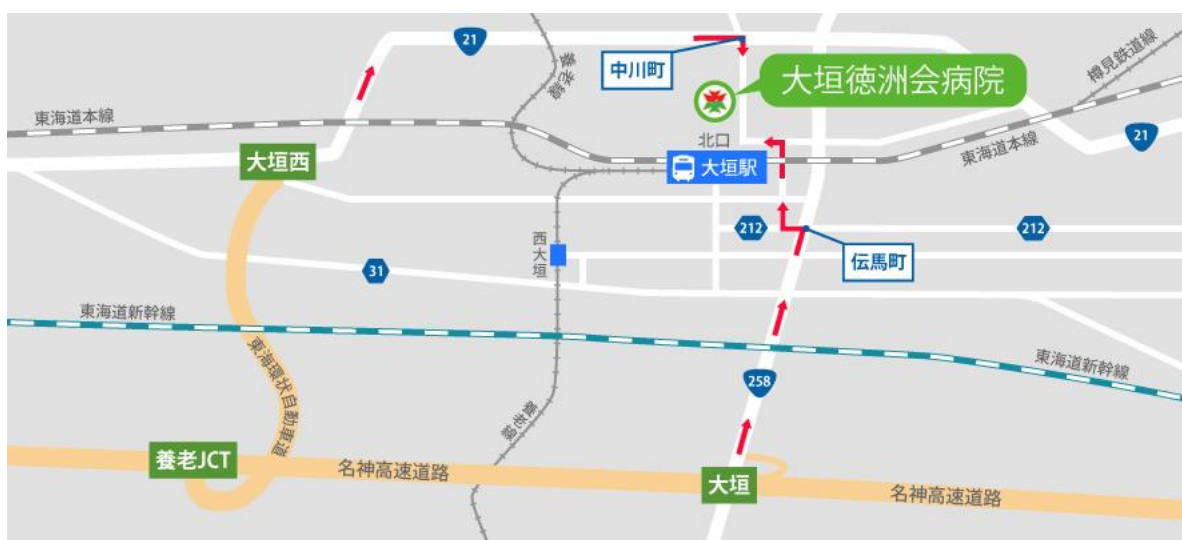 21
養老線
中川町
大垣徳洲会病院
樽見鉄道線
東海道本線
北口
21
大垣西
大垣駅
東海道本線
212
212
西大垣
伝馬町
31
東海道新幹線
東海環状自動車道
東海道新幹線
258
養老線
養老JCT
名神高速道路
大垣
名神高速道路